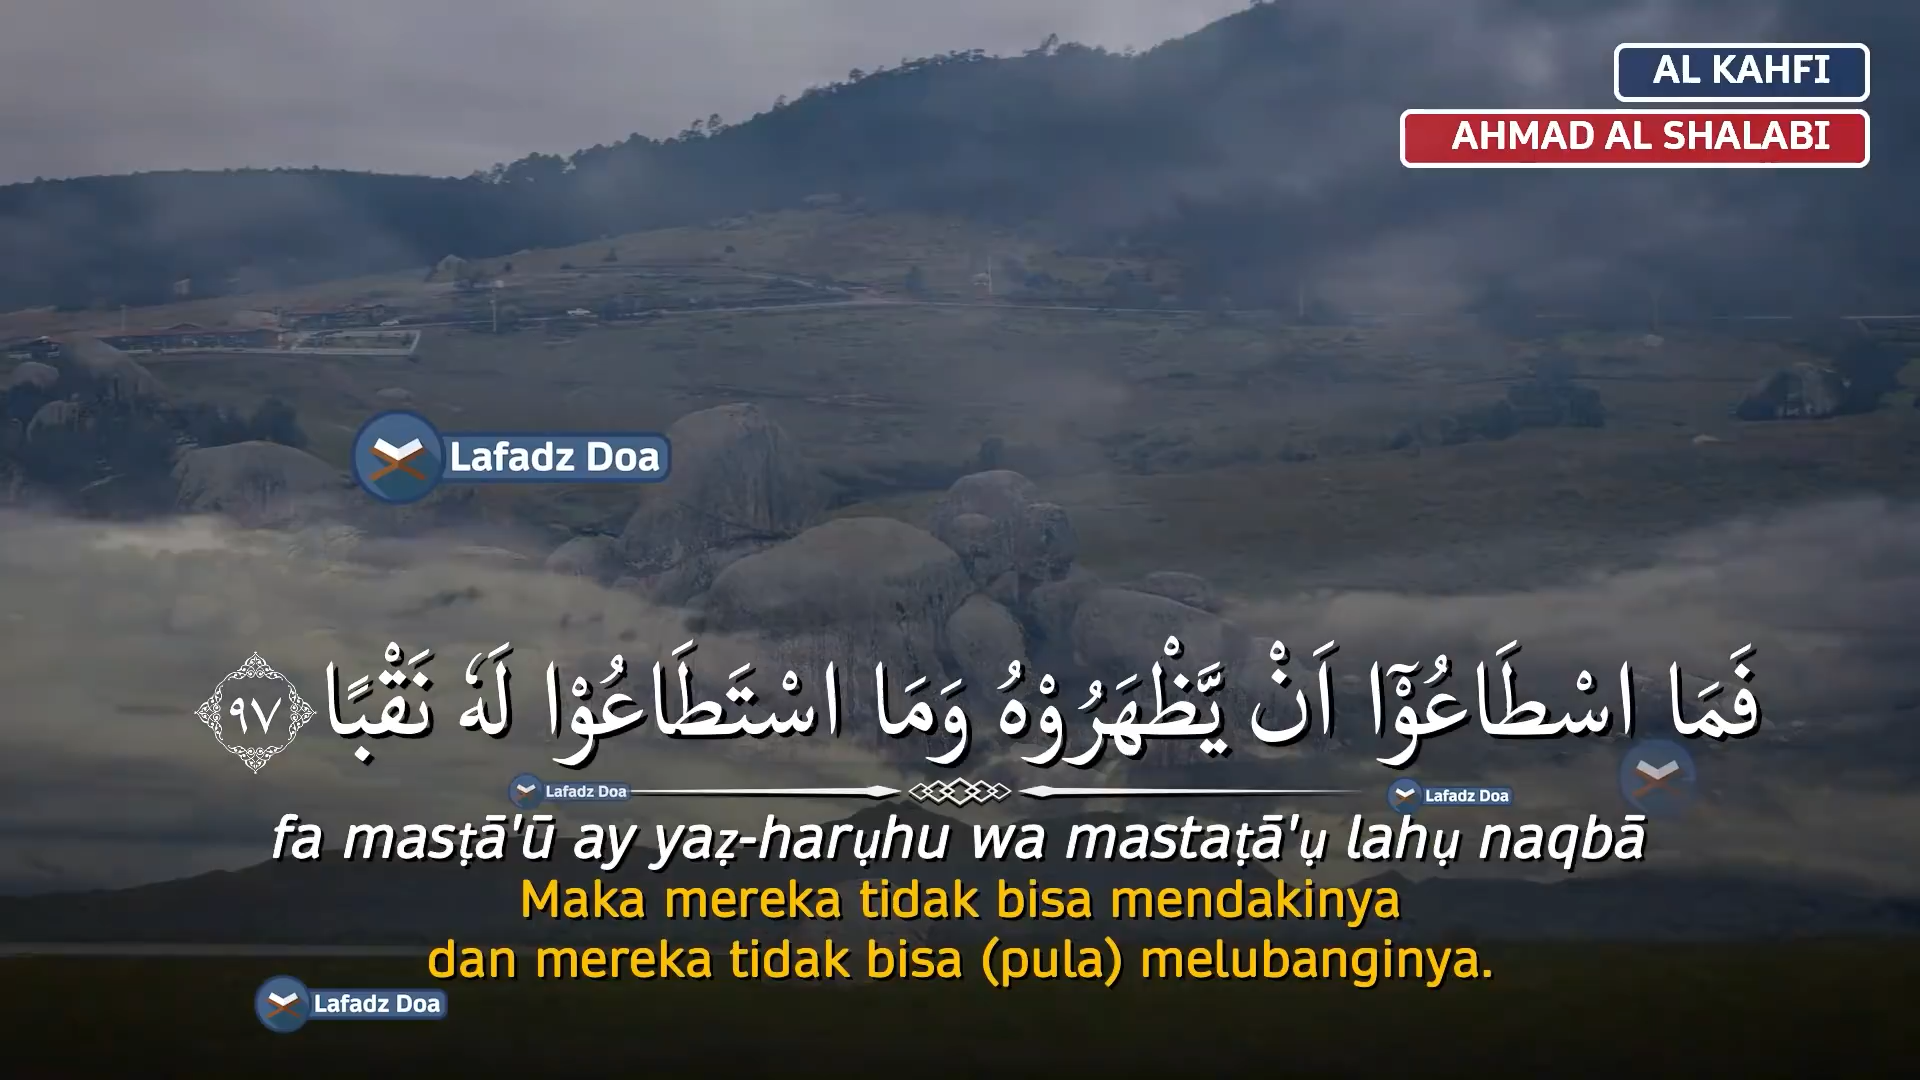 AL KAHFI
AHMAD AL SHALABI
Lafadz Doa
فَمَا اسْطَاعُوْٓا اَنْ يَّظْهَرُوْهُ وَمَا اسْتَطَاعُوْا لَهٗ نَقْبًا ٩٧
Lafadz Doa
Lafadz Doa
fa masṭā'ū ay yaẓ-harụhu wa mastaṭā'ụ lahụ naqbā
Maka mereka tidak bisa mendakinya
dan mereka tidak bisa (pula) melubanginya.
Lafadz Doa